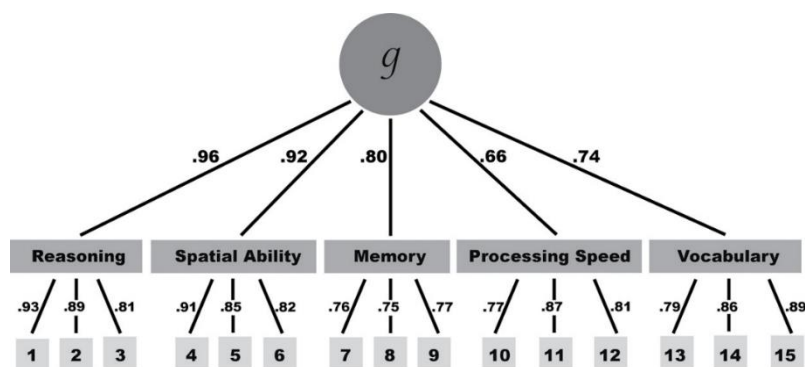 g
.96 .92 .80 .66 .74
Reasoning Spatial Ability Memory Processing Speed Vocabulary
.93 .89 .81 .91 .85 .82 .76 .75 .77 .77 .87 .81 .79 .86 .89
1 2 3 4 5 6 7 8 9 10 11 12 13 14 15